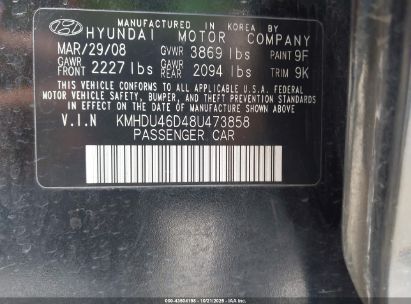 MANUFACTURED IN KOREA BY
HYUNDAI MOTOR COMPANY
MAR/29/08 GVWR 3869 lbs PAINT 9F
GAWR FRONT 2227 lbs GAWR REAR 2094 lbs TRIM 9K
THIS VEHICLE CONFORMS TO ALL APPLICABLE U.S.A FEDERAL
MOTOR VEHICLE SAFETY, BUMPER, AND THEFT PREVENTION
STANDARDS IN EFFECT ON THE DATE OF MANUFACTURE SHOWN ABOVE.
V.I.N KMHDU46D48U473858
PASSENGER CAR